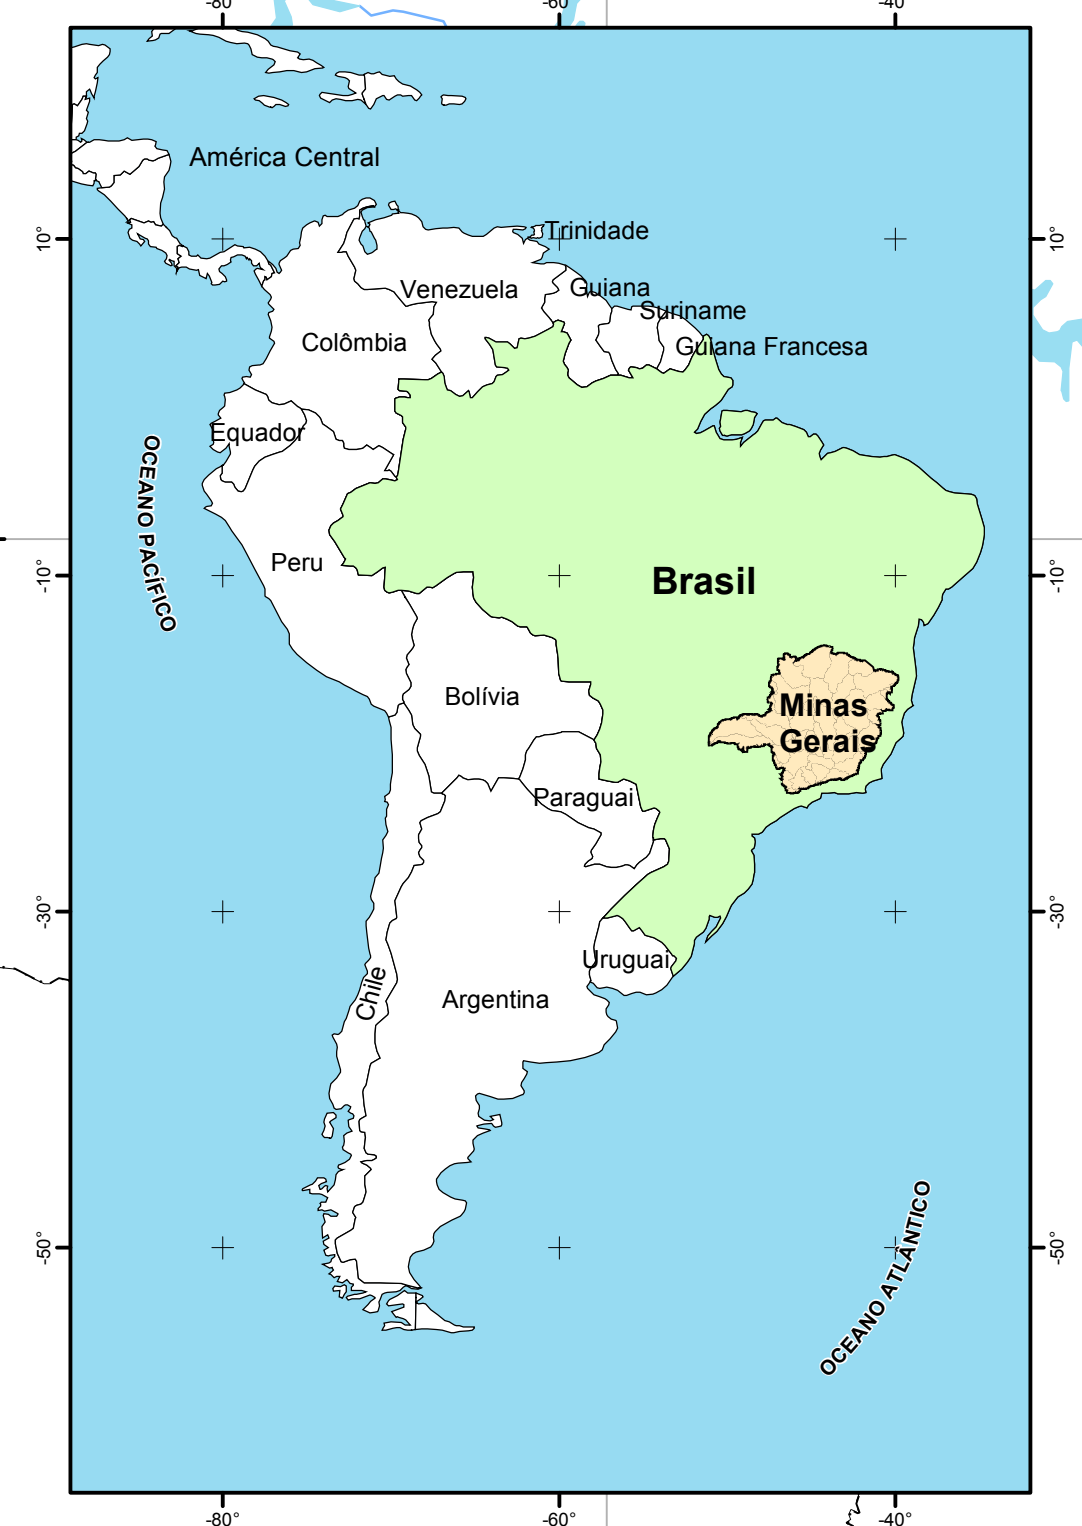 -80°
-60°
-40°
América Central
10°
10°
Trinidade
Venezuela
Guiana
Suriname
Colômbia
Guiana Francesa
Equador
OCEANO PACÍFICO
Peru
-10°
Brasil
-10°
Bolívia
Minas
Gerais
Paraguai
-30°
-30°
Uruguai
Chile
Argentina
OCEANO ATLÂNTICO
-50°
-50°
-80°
-60°
-40°